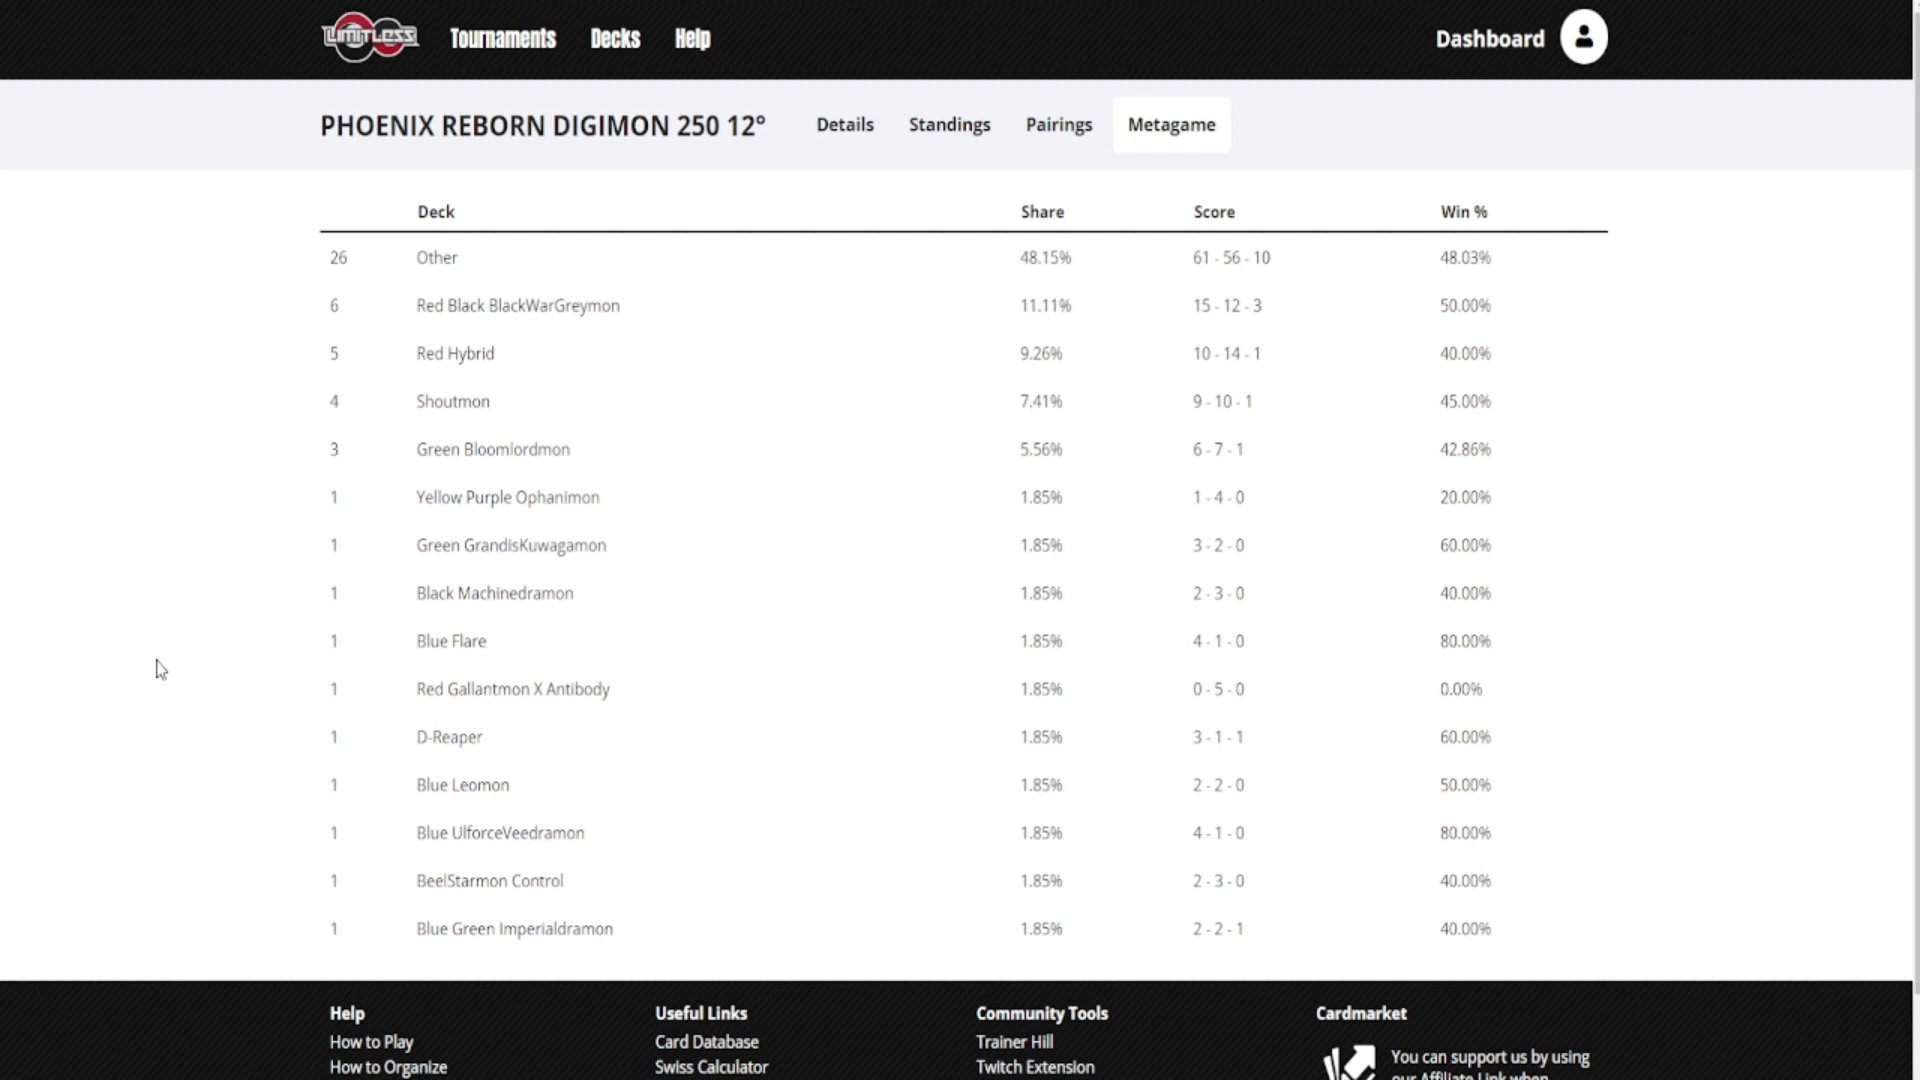 LIMITLESS Tournaments Decks Help Dashboard
PHOENIX REBORN DIGIMON 250 12° Details Standings Pairings Metagame
Deck Share Score Win %
26 Other 48.15% 61 - 56 - 10 48.03%
6 Red Black BlackWarGreymon 11.11% 15 - 12 - 3 50.00%
5 Red Hybrid 9.26% 10 - 14 - 1 40.00%
4 Shoutmon 7.41% 9 - 10 - 1 45.00%
3 Green Bloomlordmon 5.56% 6 - 7 - 1 42.86%
1 Yellow Purple Ophanimon 1.85% 1 - 4 - 0 20.00%
1 Green GrandisKuwagamon 1.85% 3 - 2 - 0 60.00%
1 Black Machinedramon 1.85% 2 - 3 - 0 40.00%
1 Blue Flare 1.85% 4 - 1 - 0 80.00%
1 Red Gallantmon X Antibody 1.85% 0 - 5 - 0 0.00%
1 D-Reaper 1.85% 3 - 1 - 1 60.00%
1 Blue Leomon 1.85% 2 - 2 - 0 50.00%
1 Blue UlforceVeedramon 1.85% 4 - 1 - 0 80.00%
1 BeelStarmon Control 1.85% 2 - 3 - 0 40.00%
1 Blue Green Imperialdramon 1.85% 2 - 2 - 1 40.00%
Help Useful Links Community Tools Cardmarket
How to Play Card Database Trainer Hill You can support us by using
How to Organize Swiss Calculator Twitch Extension our Affiliate Link when